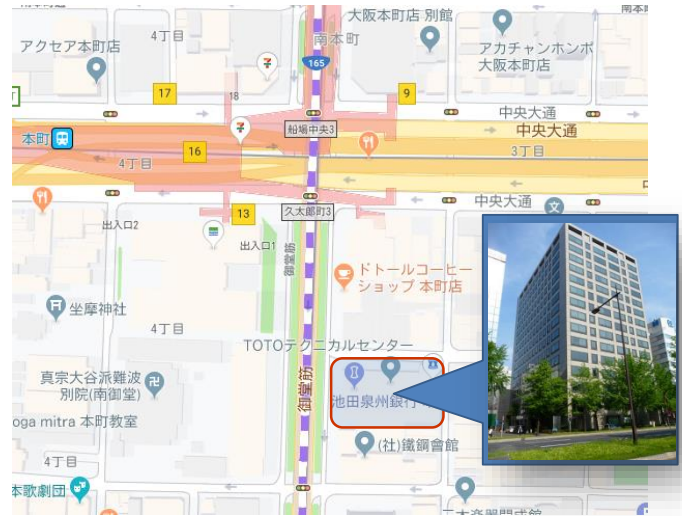 大阪本町店 別館
アクセア本町店
4丁目
南本町
アカチャンホンポ
大阪本町店
165
17
18
9
中央大通
船場中央3
中央大通
本町
16
3丁目
4丁目
中央大通
13
久太郎町3
出入口2
出入口1
御堂筋
文
ドトールコーヒー
ショップ 本町店
坐摩神社
4丁目
TOTOテクニカルセンター
真宗大谷派難波
別院(南御堂)
御堂筋
池田泉州銀行
oga mitra 本町教室
(社)鐵鋼會館
4丁目
本歌劇団